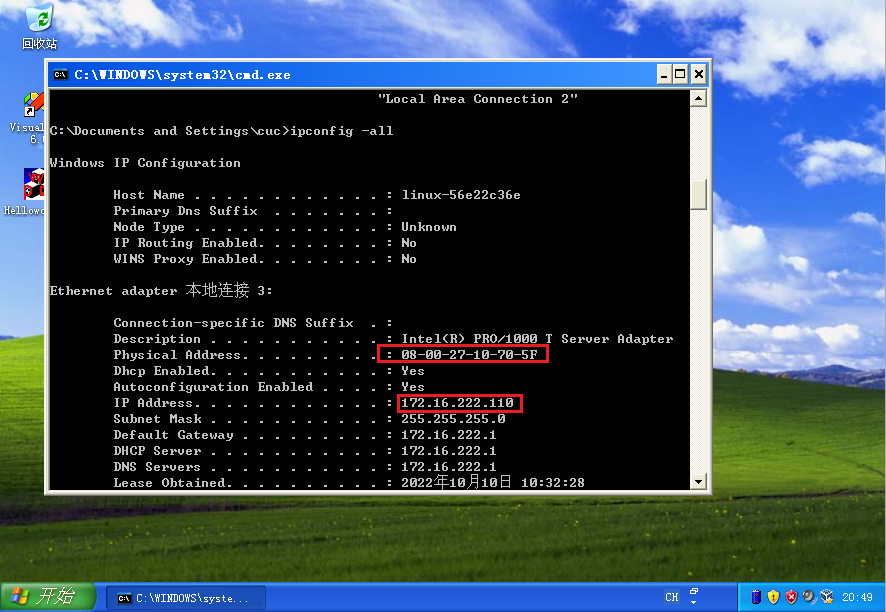 回收站
C:\WINDOWS\system32\cmd.exe
"Local Area Connection 2"
Visual
6.
C:\Documents and Settings\cuc>ipconfig -all
Windows IP Configuration
Hellowo
Host Name . . . . . . . . . . . . : linux-56e22c36e
Primary Dns Suffix  . . . . . . . :
Node Type . . . . . . . . . . . . : Unknown
IP Routing Enabled. . . . . . . . : No
WINS Proxy Enabled. . . . . . . . : No
Ethernet adapter 本地连接 3:
Connection-specific DNS Suffix  . :
Description . . . . . . . . . . . : Intel(R) PRO/1000 T Server Adapter
Physical Address. . . . . . . . . : 08-00-27-10-70-5F
Dhcp Enabled. . . . . . . . . . . : Yes
Autoconfiguration Enabled . . . . : Yes
IP Address. . . . . . . . . . . . : 172.16.222.110
Subnet Mask . . . . . . . . . . . : 255.255.255.0
Default Gateway . . . . . . . . . : 172.16.222.1
DHCP Server . . . . . . . . . . . : 172.16.222.1
DNS Servers . . . . . . . . . . . : 172.16.222.1
Lease Obtained. . . . . . . . . . : 2022年10月10日 10:32:28
开始
C:\WINDOWS\syste...
CH
20:49